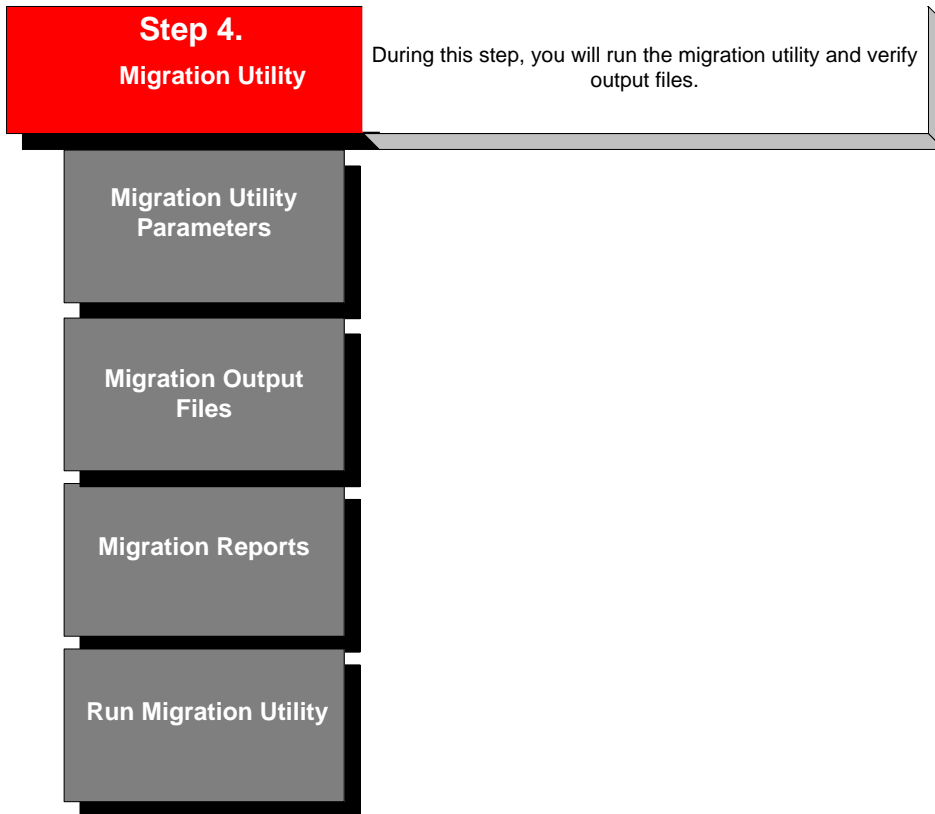 Step 4.
Migration Utility
During this step, you will run the migration utility and verify
output files.
Migration Utility
Parameters
Migration Output
Files
Migration Reports
Run Migration Utility